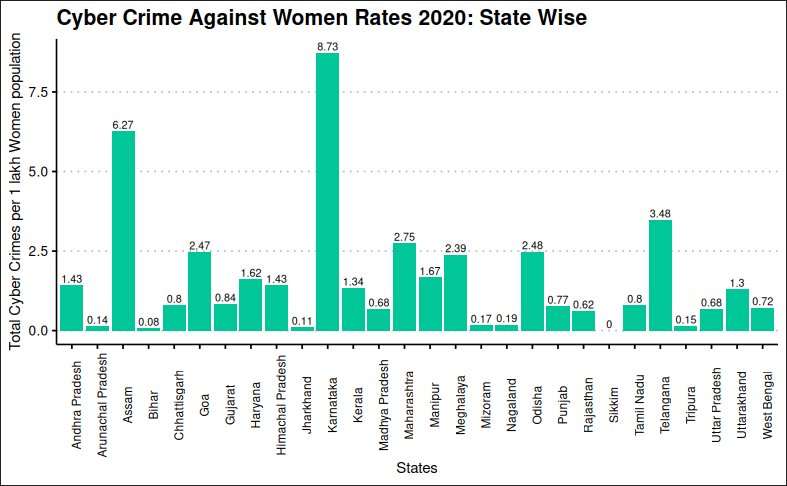 Cyber Crime Against Women Rates 2020: State Wise
Total Cyber Crimes per 1 lakh Women population
7.5
5.0
2.5
0.0
1.43
0.14
6.27
0.08
0.8
2.47
0.84
1.62
1.43
0.11
8.73
1.34
0.68
2.75
1.67
2.39
0.17
0.19
2.48
0.77
0.62
0
0.8
3.48
0.15
0.68
1.3
0.72
Andhra Pradesh
Arunachal Pradesh
Assam
Bihar
Chhattisgarh
Goa
Gujarat
Haryana
Himachal Pradesh
Jharkhand
Karnataka
Kerala
Madhya Pradesh
Maharashtra
Manipur
Meghalaya
Mizoram
Nagaland
Odisha
Punjab
Rajasthan
Sikkim
Tamil Nadu
Telangana
Tripura
Uttar Pradesh
Uttarakhand
West Bengal
States